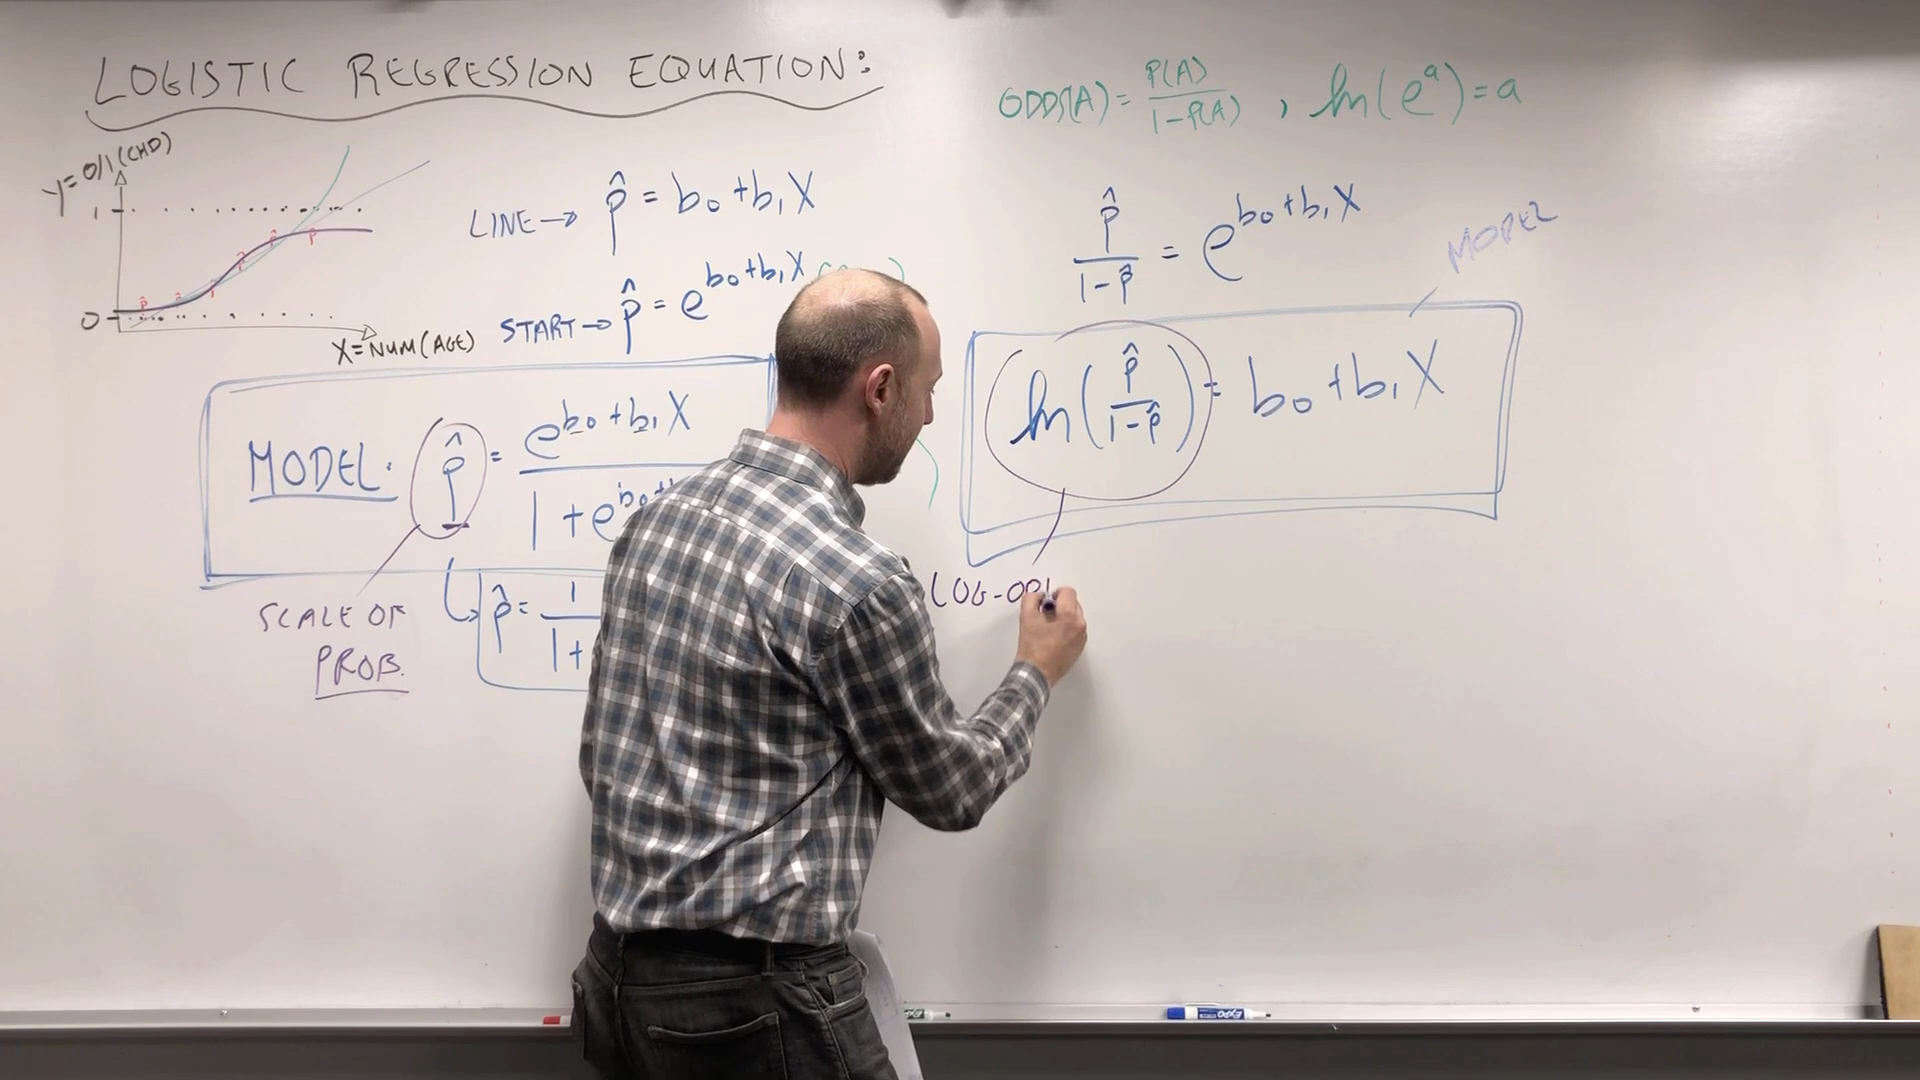 LOGISTIC REGRESSION EQUATION:
Y=0/1 (CHD)
1
0
X=NUM(AGE)
p̂ p̂ p̂
LINE→ p̂ = b₀+b₁X
START→ p̂ = e^(b₀+b₁X)
MODEL: p̂ = e^(b₀+b₁X)
1+e^(b₀+
p̂= 1
1+
SCALE OF
PROB.
ODDS(A)= P(A)/(1-P(A)) , ln(e^a)=a
p̂/(1-p̂) = e^(b₀+b₁X)
MODEL
ln(p̂/(1-p̂)) = b₀+b₁X
LOG-OD
EXPO